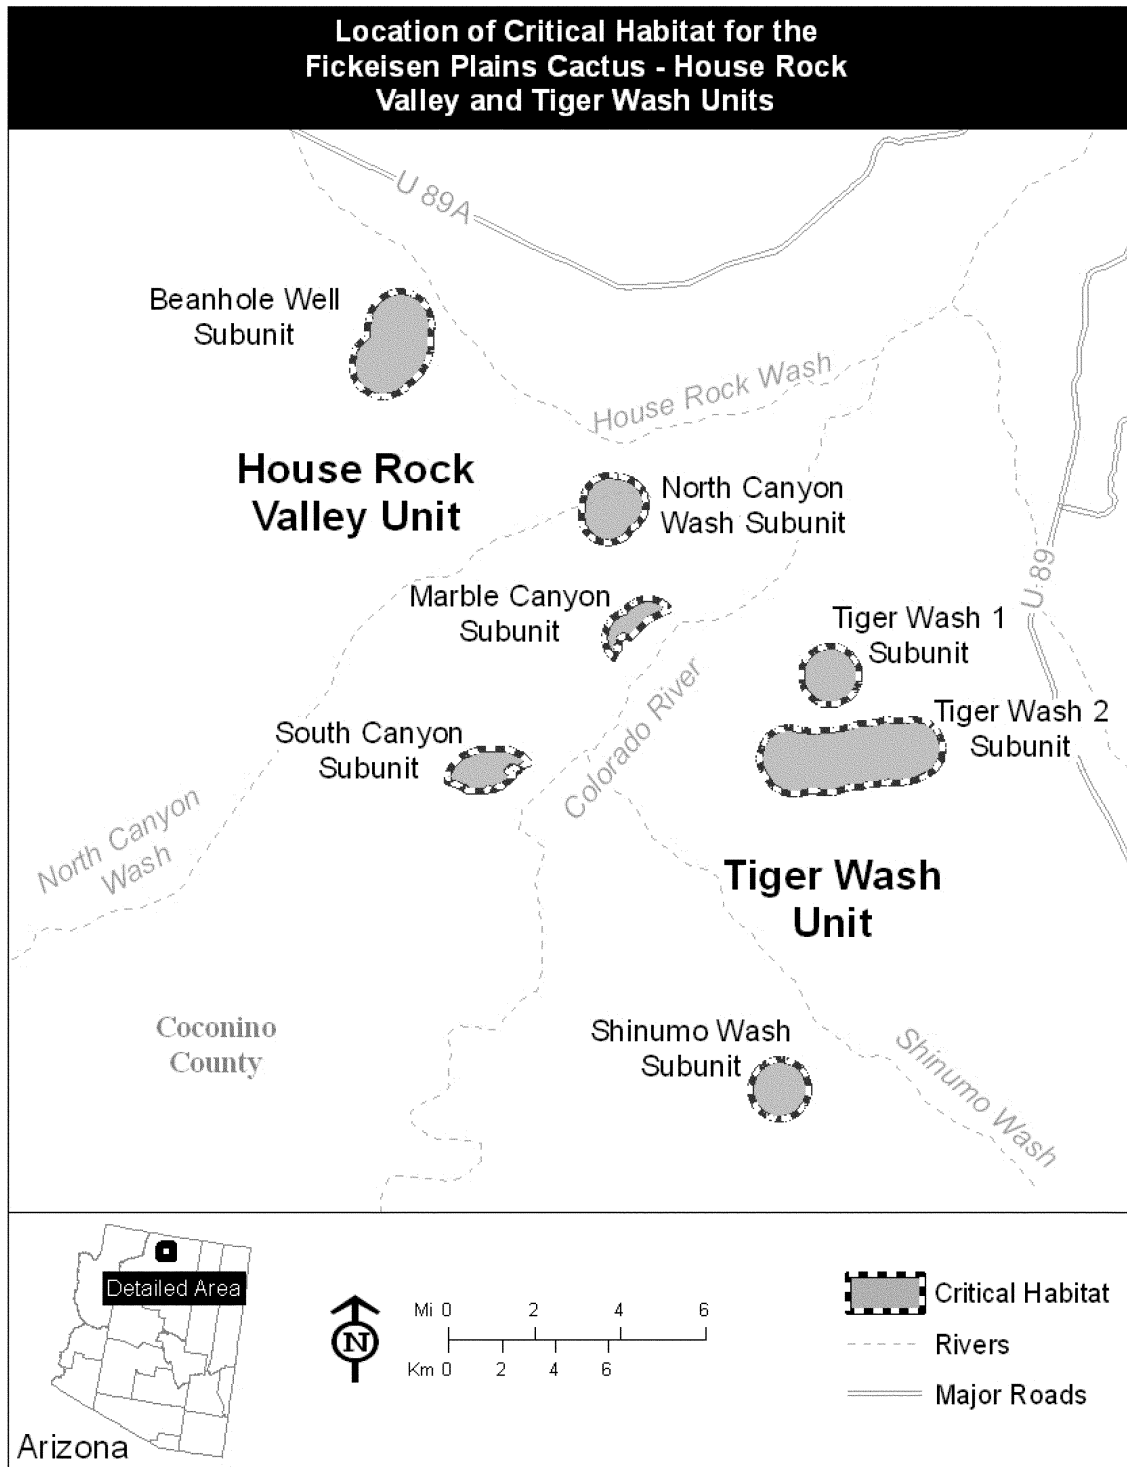 Location of Critical Habitat for the
Fickeisen Plains Cactus - House Rock
Valley and Tiger Wash Units
U 89A
Beanhole Well
Subunit
House Rock Wash
House Rock
Valley Unit
North Canyon
Wash Subunit
U 89
Marble Canyon
Subunit
Tiger Wash 1
Subunit
Colorado River
South Canyon
Subunit
Tiger Wash 2
Subunit
North Canyon
Wash
Tiger Wash
Unit
Coconino
County
Shinumo Wash
Subunit
Shinumo Wash
Detailed Area
Arizona
N
Mi 0 2 4 6
Km 0 2 4 6
Critical Habitat
Rivers
Major Roads